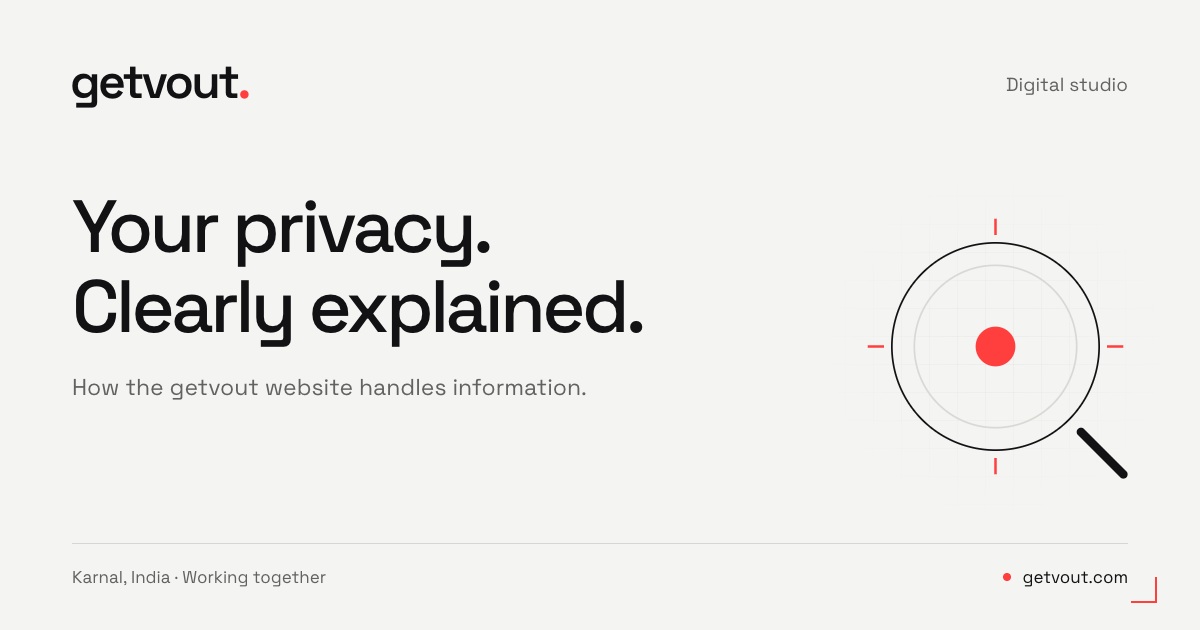 getvout.
Digital studio
Your privacy.
Clearly explained.
How the getvout website handles information.
Karnal, India · Working together
getvout.com